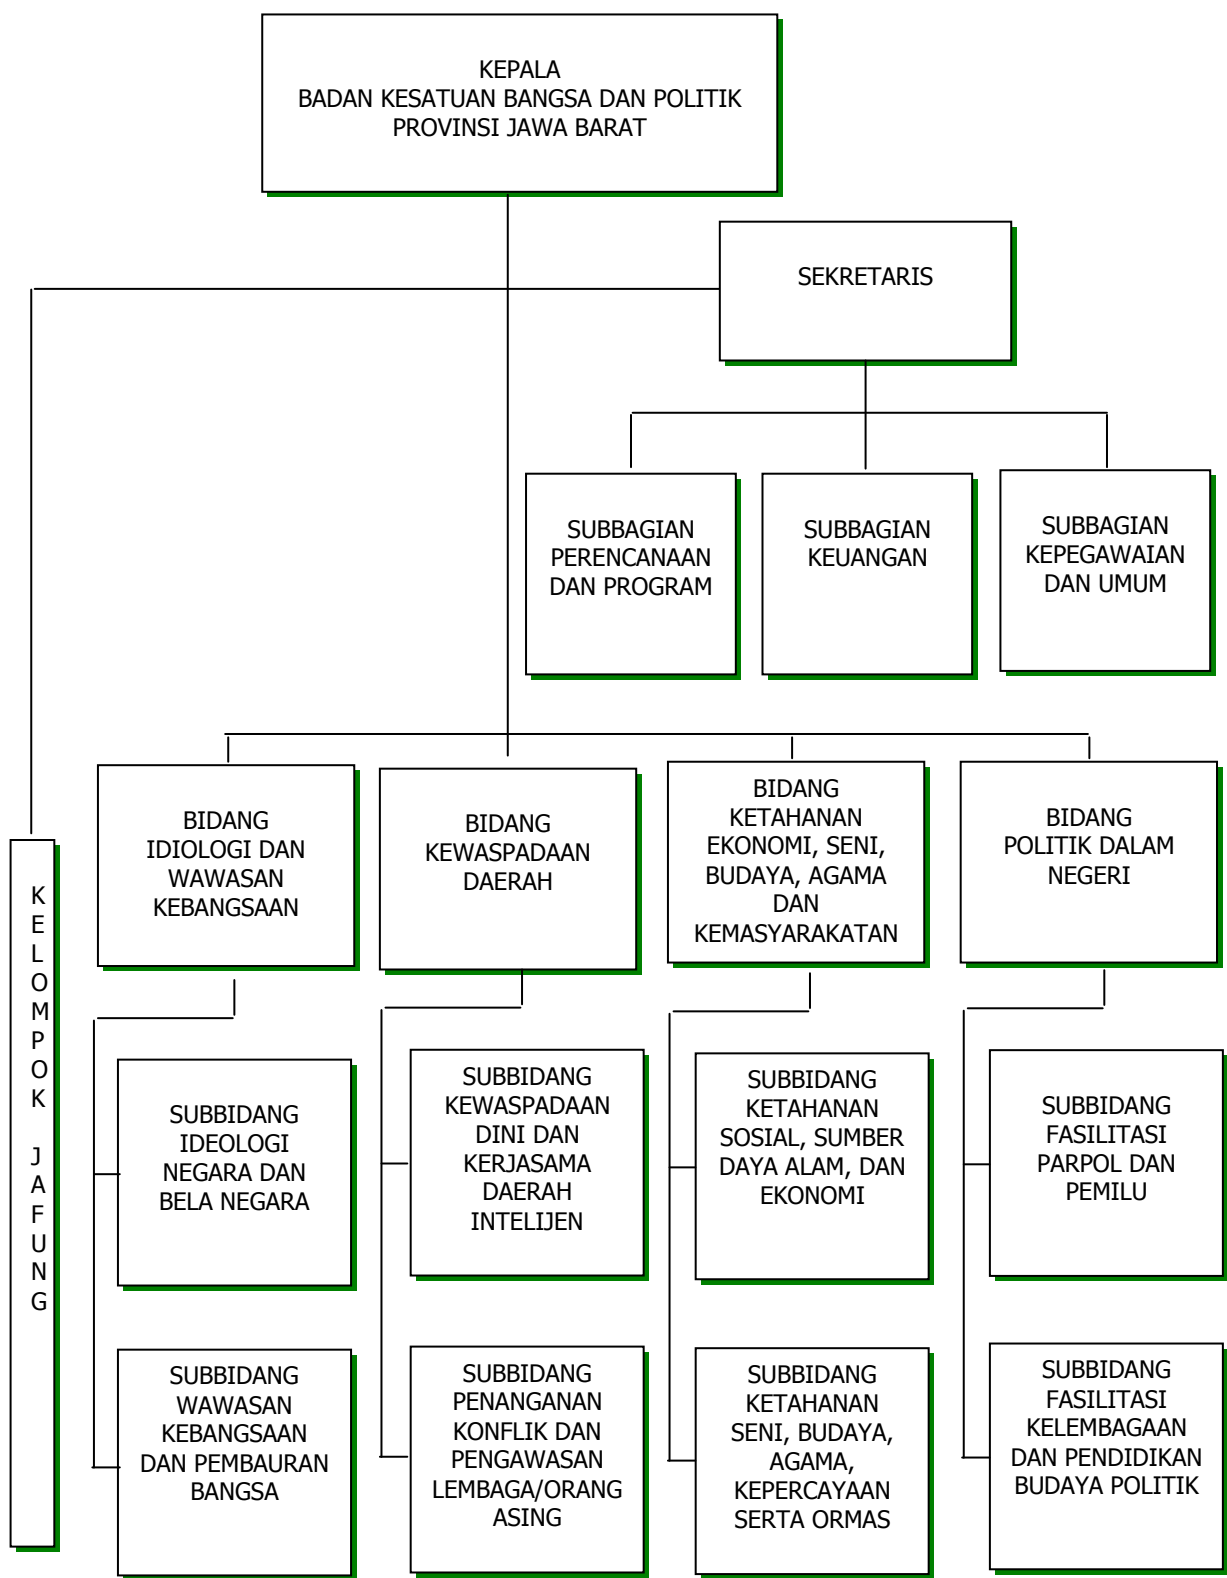 KEPALA
BADAN KESATUAN BANGSA DAN POLITIK
PROVINSI JAWA BARAT
SEKRETARIS
SUBBAGIAN
PERENCANAAN
DAN PROGRAM
SUBBAGIAN
KEUANGAN
SUBBAGIAN
KEPEGAWAIAN
DAN UMUM
BIDANG
IDIOLOGI DAN
WAWASAN
KEBANGSAAN
BIDANG
KEWASPADAAN
DAERAH
BIDANG
KETAHANAN
EKONOMI, SENI,
BUDAYA, AGAMA
DAN
KEMASYARAKATAN
BIDANG
POLITIK DALAM
NEGERI
K
E
L
O
M
P
O
K
J
A
F
U
N
G
SUBBIDANG
IDEOLOGI
NEGARA DAN
BELA NEGARA
SUBBIDANG
KEWASPADAAN
DINI DAN
KERJASAMA
DAERAH
INTELIJEN
SUBBIDANG
KETAHANAN
SOSIAL, SUMBER
DAYA ALAM, DAN
EKONOMI
SUBBIDANG
FASILITASI
PARPOL DAN
PEMILU
SUBBIDANG
WAWASAN
KEBANGSAAN
DAN PEMBAURAN
BANGSA
SUBBIDANG
PENANGANAN
KONFLIK DAN
PENGAWASAN
LEMBAGA/ORANG
ASING
SUBBIDANG
KETAHANAN
SENI, BUDAYA,
AGAMA,
KEPERCAYAAN
SERTA ORMAS
SUBBIDANG
FASILITASI
KELEMBAGAAN
DAN PENDIDIKAN
BUDAYA POLITIK